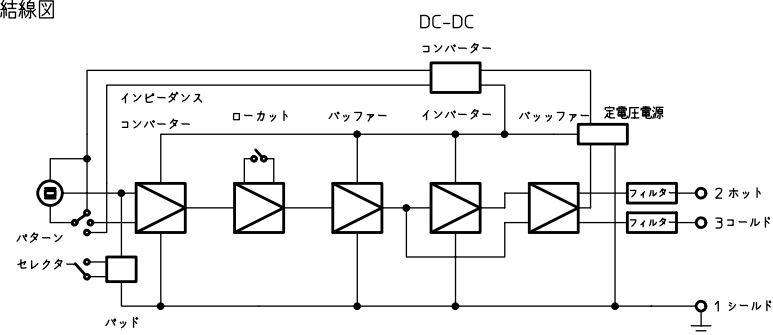 結線図
DC-DC
コンバーター
インピーダンス
コンバーター
ローカット
バッファー
インバーター
バッッファー
定電圧電源
フィルター
2 ホット
フィルター
3 コールド
パターン
セレクタ
パッド
1 シールド